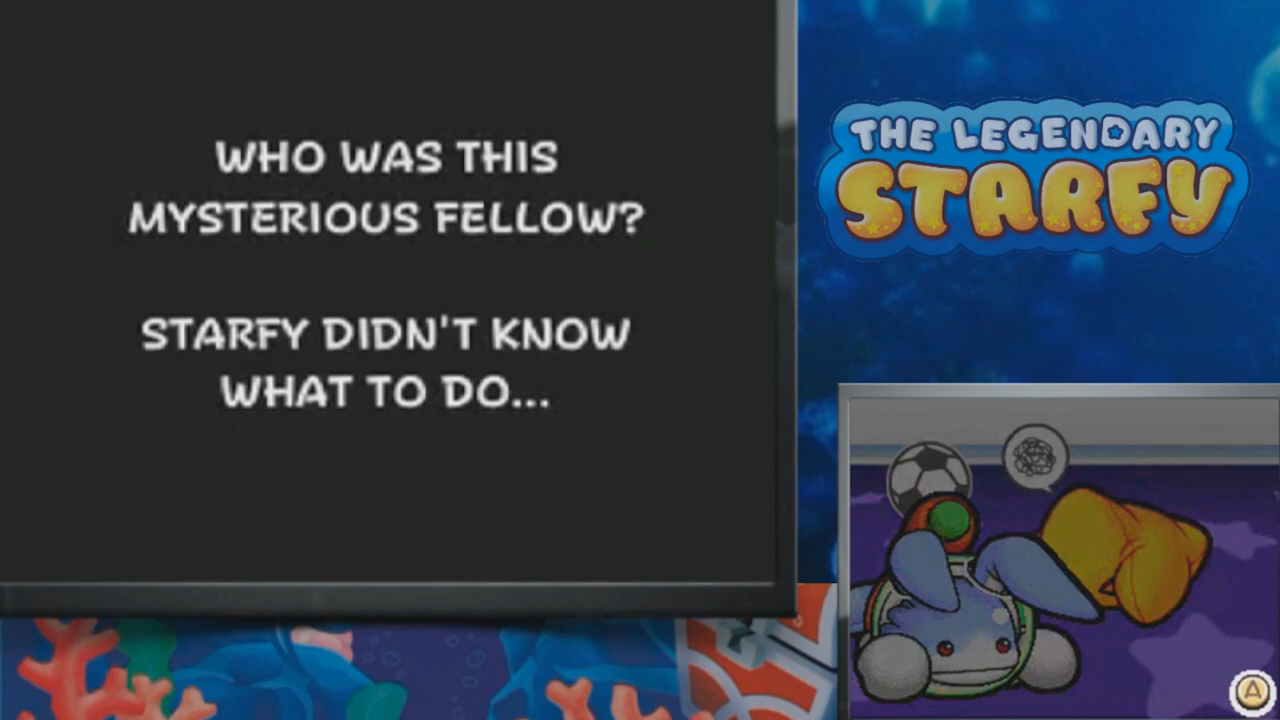 WHO WAS THIS
MYSTERIOUS FELLOW?
STARFY DIDN'T KNOW
WHAT TO DO...
THE LEGENDARY
STARFY
A